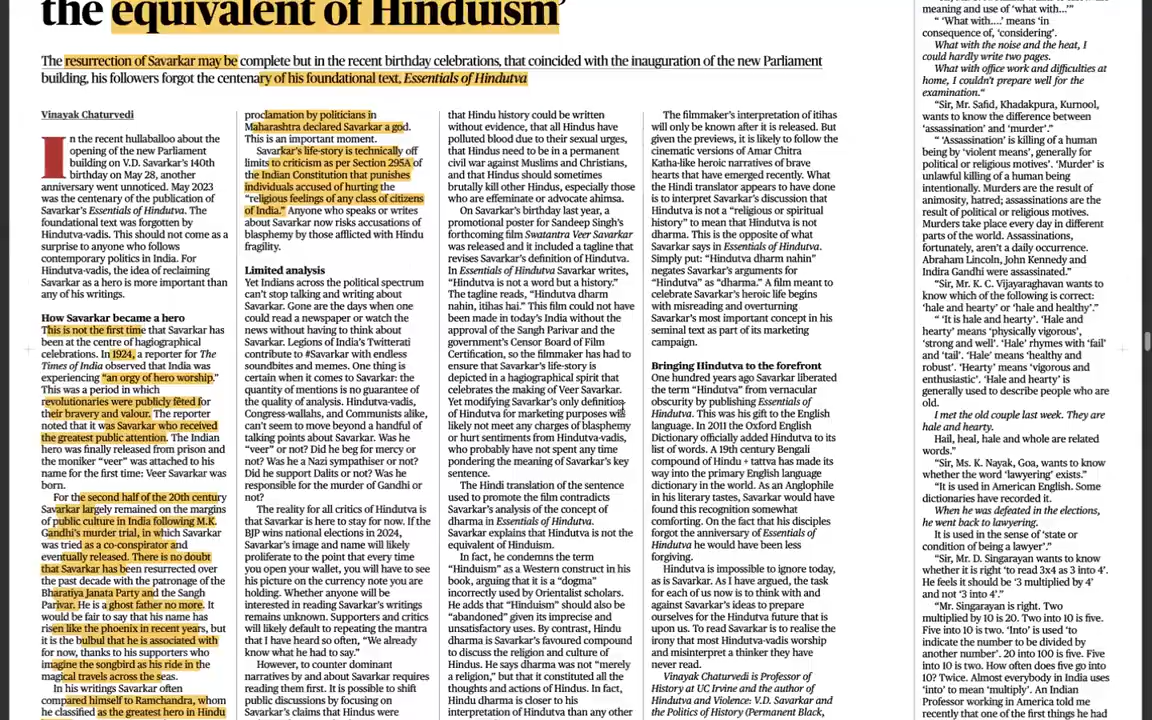 the equivalent of Hinduism’
The resurrection of Savarkar may be complete but in the recent birthday celebrations, that coincided with the inauguration of the new Parliament
building, his followers forgot the centenary of his foundational text, Essentials of Hindutva
Vinayak Chaturvedi
In the recent hullaballoo about the
opening of the new Parliament
building on V.D. Savarkar’s 140th
birthday on May 28, another
anniversary went unnoticed. May 2023
was the centenary of the publication of
Savarkar’s Essentials of Hindutva. The
foundational text was forgotten by
Hindutva-vadis. This should not come as a
surprise to anyone who follows
contemporary politics in India. For
Hindutva-vadis, the idea of reclaiming
Savarkar as a hero is more important than
any of his writings.
How Savarkar became a hero
This is not the first time that Savarkar has
been at the centre of hagiographical
celebrations. In 1924, a reporter for The
Times of India observed that India was
experiencing “an orgy of hero worship.”
This was a period in which
revolutionaries were publicly fêted for
their bravery and valour. The reporter
noted that it was Savarkar who received
the greatest public attention. The Indian
hero was finally released from prison and
the moniker “veer” was attached to his
name for the first time: Veer Savarkar was
born.
For the second half of the 20th century
Savarkar largely remained on the margins
of public culture in India following M.K.
Gandhi’s murder trial, in which Savarkar
was tried as a co-conspirator and
eventually released. There is no doubt
that Savarkar has been resurrected over
the past decade with the patronage of the
Bharatiya Janata Party and the Sangh
Parivar. He is a ghost father no more. It
would be fair to say that his name has
risen like the phoenix in recent years, but
it is the bulbul that he is associated with
for now, thanks to his supporters who
imagine the songbird as his ride in the
magical travels across the seas.
In his writings Savarkar often
compared himself to Ramchandra, whom
he classified as the greatest hero in Hindu
proclamation by politicians in
Maharashtra declared Savarkar a god.
This is an important moment.
Savarkar’s life-story is technically off
limits to criticism as per Section 295A of
the Indian Constitution that punishes
individuals accused of hurting the
“religious feelings of any class of citizens
of India.” Anyone who speaks or writes
about Savarkar now risks accusations of
blasphemy by those afflicted with Hindu
fragility.
Limited analysis
Yet Indians across the political spectrum
can’t stop talking and writing about
Savarkar. Gone are the days when one
could read a newspaper or watch the
news without having to think about
Savarkar. Legions of India’s Twitterati
contribute to #Savarkar with endless
soundbites and memes. One thing is
certain when it comes to Savarkar: the
quantity of mentions is no guarantee of
the quality of analysis. Hindutva-vadis,
Congress-wallahs, and Communists alike,
can’t seem to move beyond a handful of
talking points about Savarkar. Was he
“veer” or not? Did he beg for mercy or
not? Was he a Nazi sympathiser or not?
Did he support Dalits or not? Was he
responsible for the murder of Gandhi or
not?
The reality for all critics of Hindutva is
that Savarkar is here to stay for now. If the
BJP wins national elections in 2024,
Savarkar’s image and name will likely
proliferate to the point that every time
you open your wallet, you will have to see
his picture on the currency note you are
holding. Whether anyone will be
interested in reading Savarkar’s writings
remains unknown. Supporters and critics
will likely default to repeating the mantra
that I have heard so often, “We already
know what he had to say.”
However, to counter dominant
narratives by and about Savarkar requires
reading them first. It is possible to shift
public discussions by focusing on
Savarkar’s claims that Hindus were
that Hindu history could be written
without evidence, that all Hindus have
polluted blood due to their sexual urges,
that Hindus need to be in a permanent
civil war against Muslims and Christians,
and that Hindus should sometimes
brutally kill other Hindus, especially those
who are effeminate or advocate ahimsa.
On Savarkar’s birthday last year, a
promotional poster for Sandeep Singh’s
forthcoming film Swatantra Veer Savarkar
was released and it included a tagline that
revises Savarkar’s definition of Hindutva.
In Essentials of Hindutva Savarkar writes,
“Hindutva is not a word but a history.”
The tagline reads, “Hindutva dharm
nahin, itihas hai.” This film could not have
been made in today’s India without the
approval of the Sangh Parivar and the
government’s Censor Board of Film
Certification, so the filmmaker has had to
ensure that Savarkar’s life-story is
depicted in a hagiographical spirit that
celebrates the making of Veer Savarkar.
Yet modifying Savarkar’s only definition
of Hindutva for marketing purposes will
likely not meet any charges of blasphemy
or hurt sentiments from Hindutva-vadis,
who probably have not spent any time
pondering the meaning of Savarkar’s key
sentence.
The Hindi translation of the sentence
used to promote the film contradicts
Savarkar’s analysis of the concept of
dharma in Essentials of Hindutva.
Savarkar explains that Hindutva is not the
equivalent of Hinduism.
In fact, he condemns the term
“Hinduism” as a Western construct in his
book, arguing that it is a “dogma”
incorrectly used by Orientalist scholars.
He adds that “Hinduism” should also be
“abandoned” given its imprecise and
unsatisfactory uses. By contrast, Hindu
dharma is Savarkar’s favoured compound
to discuss the religion and culture of
Hindus. He says dharma was not “merely
a religion,” but that it constituted all the
thoughts and actions of Hindus. In fact,
Hindu dharma is closer to his
interpretation of Hindutva than any other
The filmmaker’s interpretation of itihas
will only be known after it is released. But
given the previews, it is likely to follow the
cinematic versions of Amar Chitra
Katha-like heroic narratives of brave
hearts that have emerged recently. What
the Hindi translator appears to have done
is to interpret Savarkar’s discussion that
Hindutva is not a “religious or spiritual
history” to mean that Hindutva is not
dharma. This is the opposite of what
Savarkar says in Essentials of Hindutva.
Simply put: “Hindutva dharm nahin”
negates Savarkar’s arguments for
“Hindutva” as “dharma.” A film meant to
celebrate Savarkar’s heroic life begins
with misreading and overturning
Savarkar’s most important concept in his
seminal text as part of its marketing
campaign.
Bringing Hindutva to the forefront
One hundred years ago Savarkar liberated
the term “Hindutva” from vernacular
obscurity by publishing Essentials of
Hindutva. This was his gift to the English
language. In 2011 the Oxford English
Dictionary officially added Hindutva to its
list of words. A 19th century Bengali
compound of Hindu + tattva has made its
way into the primary English language
dictionary in the world. As an Anglophile
in his literary tastes, Savarkar would have
found this recognition somewhat
comforting. On the fact that his disciples
forgot the anniversary of Essentials of
Hindutva he would have been less
forgiving.
Hindutva is impossible to ignore today,
as is Savarkar. As I have argued, the task
for each of us now is to think with and
against Savarkar’s ideas to prepare
ourselves for the Hindutva future that is
upon us. To read Savarkar is to realise the
irony that most Hindutva-vadis worship
and misinterpret a thinker they have
never read.
Vinayak Chaturvedi is Professor of
History at UC Irvine and the author of
Hindutva and Violence: V.D. Savarkar and
the Politics of History (Permanent Black,
meaning and use of ‘what with...’”
“ ‘What with....’ means ‘in
consequence of, ‘considering’.
What with the noise and the heat, I
could hardly write two pages.
What with office work and difficulties at
home, I couldn’t prepare well for the
examination.“
“Sir, Mr. Safid, Khadakpura, Kurnool,
wants to know the difference between
‘assassination’ and ‘murder’.”
“ ‘Assassination’ is killing of a human
being by ‘violent means’, generally for
political or religious motives’. ‘Murder’ is
unlawful killing of a human being
intentionally. Murders are the result of
animosity, hatred; assassinations are the
result of political or religious motives.
Murders take place every day in different
parts of the world. Assassinations,
fortunately, aren’t a daily occurrence.
Abraham Lincoln, John Kennedy and
Indira Gandhi were assassinated.”
“Sir, Mr. K. C. Vijayaraghavan wants to
know which of the following is correct:
‘hale and hearty’ or ‘hale and healthy’.”
“ ‘It is hale and hearty’. ‘Hale and
hearty’ means ‘physically vigorous’,
‘strong and well’. ‘Hale’ rhymes with ‘fail’
and ‘tail’. ‘Hale’ means ‘healthy and
robust’. ‘Hearty’ means ‘vigorous and
enthusiastic’. ‘Hale and hearty’ is
generally used to describe people who are
old.
I met the old couple last week. They are
hale and hearty.
Hail, heal, hale and whole are related
words.”
“Sir, Ms. K. Nayak, Goa, wants to know
whether the word ‘lawyering’ exists.”
“It is used in American English. Some
dictionaries have recorded it.
When he was defeated in the elections,
he went back to lawyering.
It is used in the sense of ‘state or
condition of being a lawyer’.”
“Sir, Mr. D. Singarayan wants to know
whether it is right ‘to read 3x4 as 3 into 4’.
He feels it should be ‘3 multiplied by 4’
and not ‘3 into 4’.”
“Mr. Singarayan is right. Two
multiplied by 10 is 20. Two into 10 is five.
Five into 10 is two. ‘Into’ is used ‘to
indicate the number to be divided by
another number’. 20 into 100 is five. Five
into 10 is two. How often does five go into
10? Twice. Almost everybody in India uses
‘into’ to mean ‘multiply’. An Indian
Professor working in America told me
recently that one of the first things he had